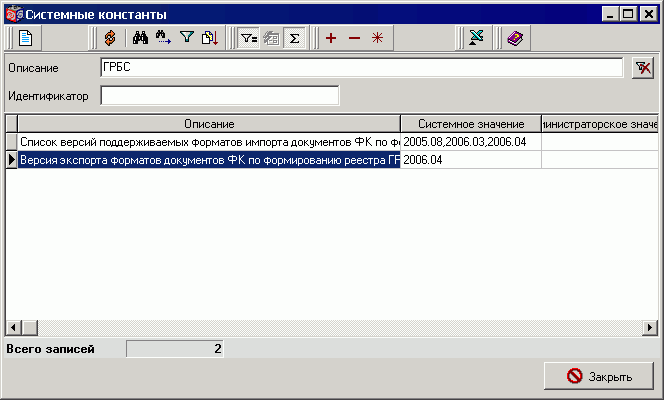 Системные константы
Описание ГРБС
Идентификатор
Описание Системное значение министраторское значе
Список версий поддерживаемых форматов импорта документов ФК по фо 2005.08,2006.03,2006.04
Версия экспорта форматов документов ФК по формированию реестра ГР 2006.04
Всего записей 2
Закрыть